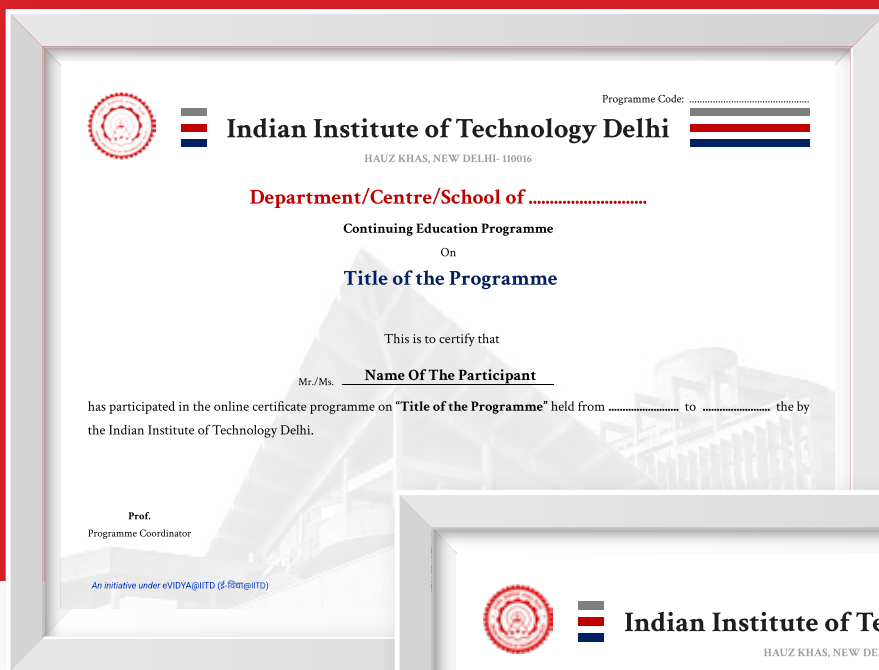 Programme Code: ........................................
Indian Institute of Technology Delhi
HAUZ KHAS, NEW DELHI- 110016
Department/Centre/School of ............................
Continuing Education Programme
On
Title of the Programme
This is to certify that
Mr./Ms. Name Of The Participant
has participated in the online certificate programme on “Title of the Programme” held from ........................ to ....................... the by
the Indian Institute of Technology Delhi.
Prof.
Programme Coordinator
An initiative under eVIDYA@IITD (ई-विद्या@IITD)
Indian Institute of Te
HAUZ KHAS, NEW DE